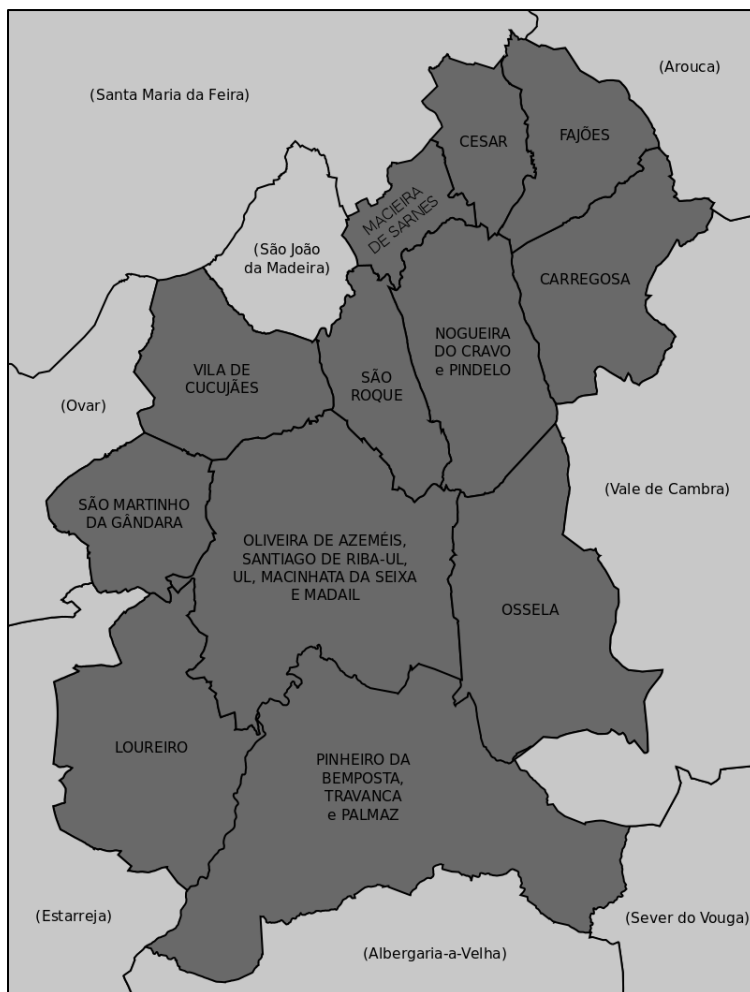 (Santa Maria da Feira)
(Arouca)
CESAR
FAJÕES
MACIEIRA
DE SARNES
(São João
da Madeira)
CARREGOSA
VILA DE
CUCUJÃES
SÃO
ROQUE
NOGUEIRA
DO CRAVO
e PINDELO
(Ovar)
(Vale de Cambra)
SÃO MARTINHO
DA GÂNDARA
OLIVEIRA DE AZEMÉIS,
SANTIAGO DE RIBA-UL,
UL, MACINHATA DA SEIXA
E MADAIL
OSSELA
LOUREIRO
PINHEIRO DA
BEMPOSTA,
TRAVANCA
e PALMAZ
(Estarreja)
(Albergaria-a-Velha)
(Sever do Vouga)